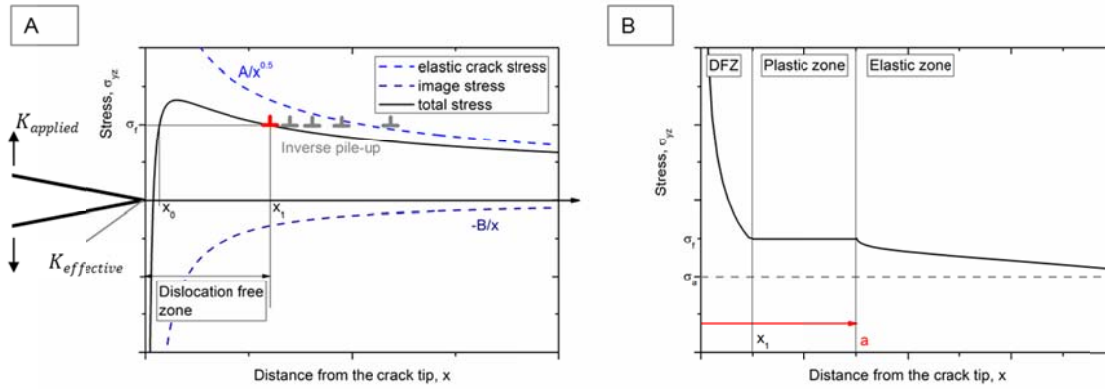 A
Stress, σyz
A/x^0.5
elastic crack stress
image stress
total stress
σf
Inverse pile-up
Kapplied
x0
x1
-B/x
Keffective
Dislocation free
zone
Distance from the crack tip, x
B
Stress, σyz
DFZ
Plastic zone
Elastic zone
σf
σa
x1
a
Distance from the crack tip, x